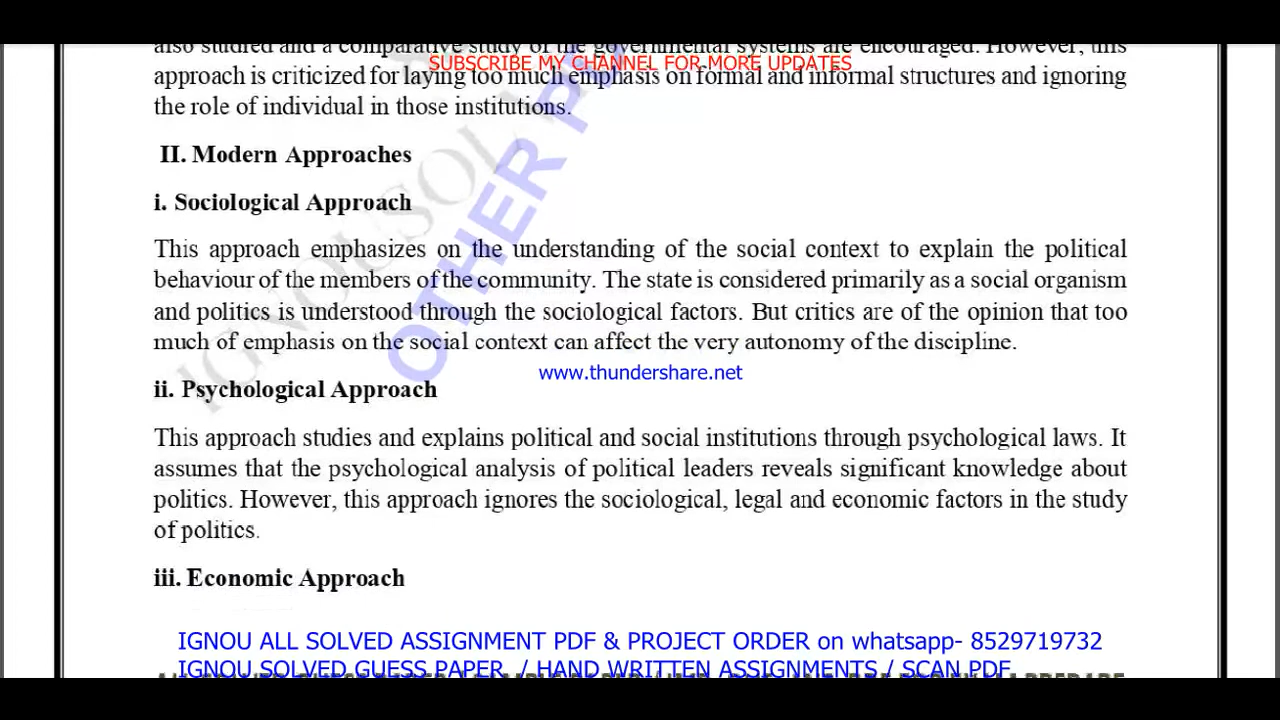 also studied and a comparative study of the governmental systems are encouraged. However, this
SUBSCRIBE MY CHANNEL FOR MORE UPDATES
approach is criticized for laying too much emphasis on formal and informal structures and ignoring
the role of individual in those institutions.
II. Modern Approaches
i. Sociological Approach
This approach emphasizes on the understanding of the social context to explain the political
behaviour of the members of the community. The state is considered primarily as a social organism
and politics is understood through the sociological factors. But critics are of the opinion that too
much of emphasis on the social context can affect the very autonomy of the discipline.
www.thundershare.net
ii. Psychological Approach
This approach studies and explains political and social institutions through psychological laws. It
assumes that the psychological analysis of political leaders reveals significant knowledge about
politics. However, this approach ignores the sociological, legal and economic factors in the study
of politics.
iii. Economic Approach
IGNOU ALL SOLVED ASSIGNMENT PDF & PROJECT ORDER on whatsapp- 8529719732
IGNOU SOLVED GUESS PAPER / HAND WRITTEN ASSIGNMENTS / SCAN PDF
OTHER